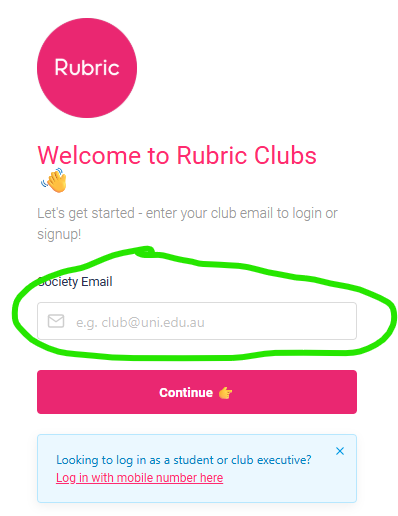 Rubric
Welcome to Rubric Clubs
👋
Let's get started - enter your club email to login or
signup!
Society Email
e.g. club@uni.edu.au
Continue 👉
Looking to log in as a student or club executive?
Log in with mobile number here